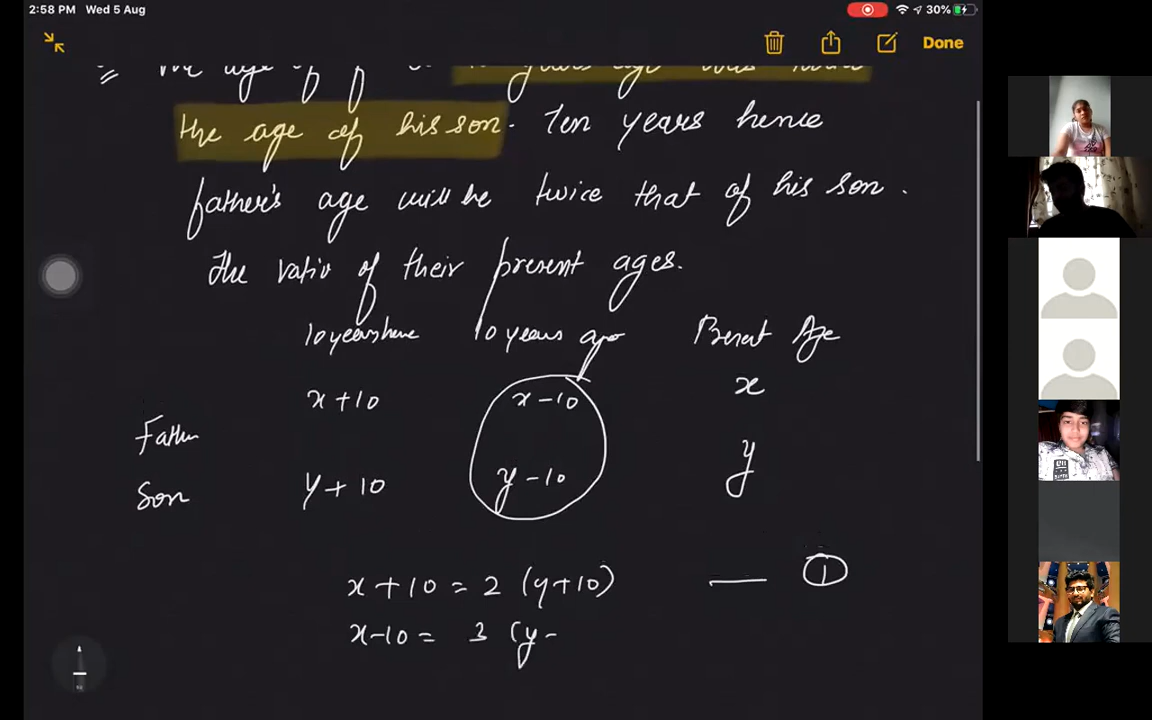 2:58 PM Wed 5 Aug
30%
Done
age of
the age of his son. Ten years hence
father's age will be twice that of his son.
The ratio of their present ages.
10 years hence 10 years ago Present Age
x + 10 x - 10 x
Father
Son y + 10 y - 10 y
x + 10 = 2 (y + 10) — ①
x - 10 = 3 (y -